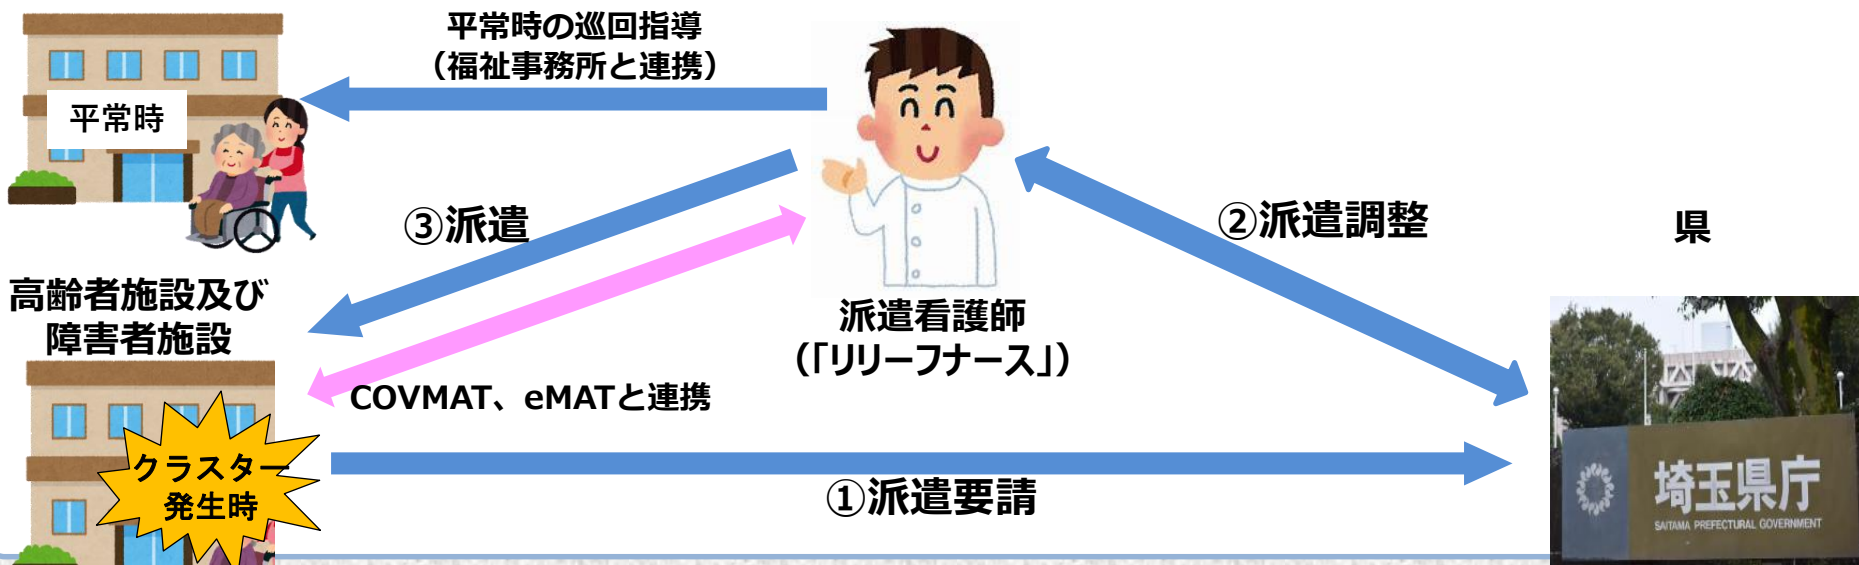 平常時の巡回指導
（福祉事務所と連携）
平常時
③派遣
②派遣調整
県
高齢者施設及び
障害者施設
派遣看護師
（「リリーフナース」）
COVMAT、eMATと連携
クラスター
発生時
①派遣要請
埼玉県庁
SAITAMA PREFECTURAL GOVERNMENT